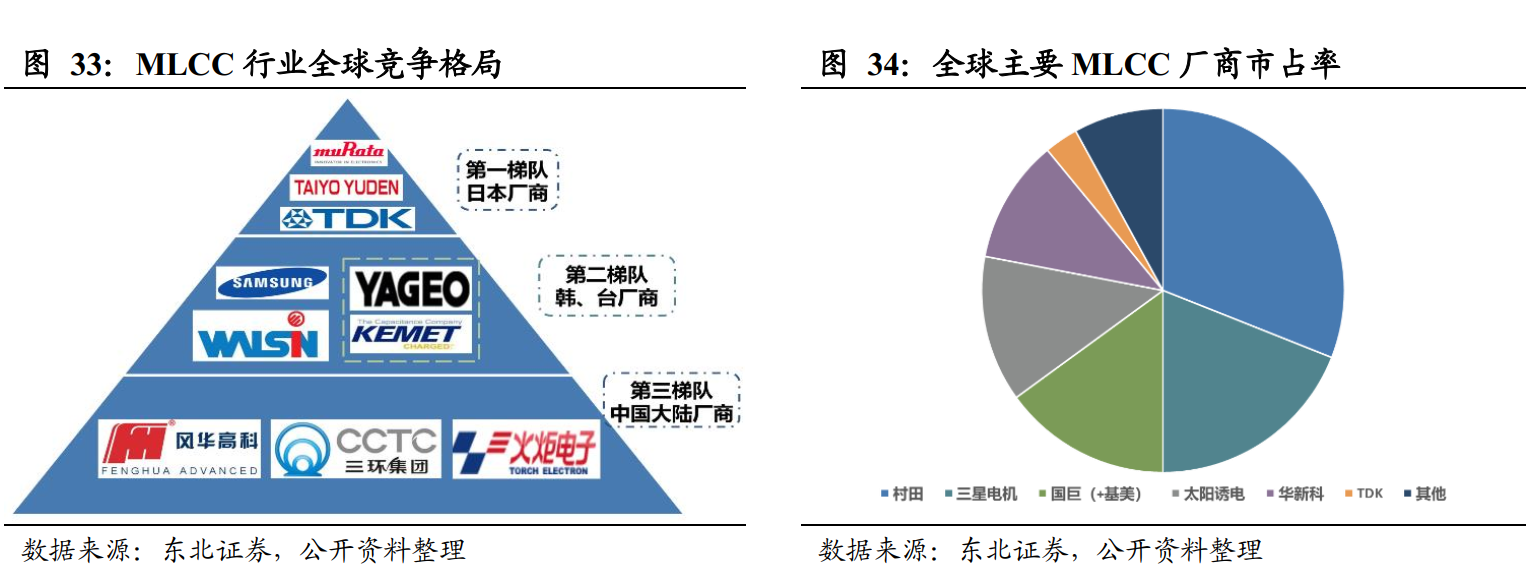 图 33：MLCC 行业全球竞争格局
muRata
INNOVATOR IN ELECTRONICS
TAIYO YUDEN
TDK
第一梯队
日本厂商
SAMSUNG
YAGEO
WALSIN
The Capacitance Company
KEMET
CHARGED.®
第二梯队
韩、台厂商
第三梯队
中国大陆厂商
®
风华高科
FENGHUA ADVANCED
CCTC
三环集团
火炬电子
TORCH ELECTRON
数据来源：东北证券，公开资料整理
图 34：全球主要 MLCC 厂商市占率
村田 三星电机 国巨（+基美） 太阳诱电 华新科 TDK 其他
数据来源：东北证券，公开资料整理